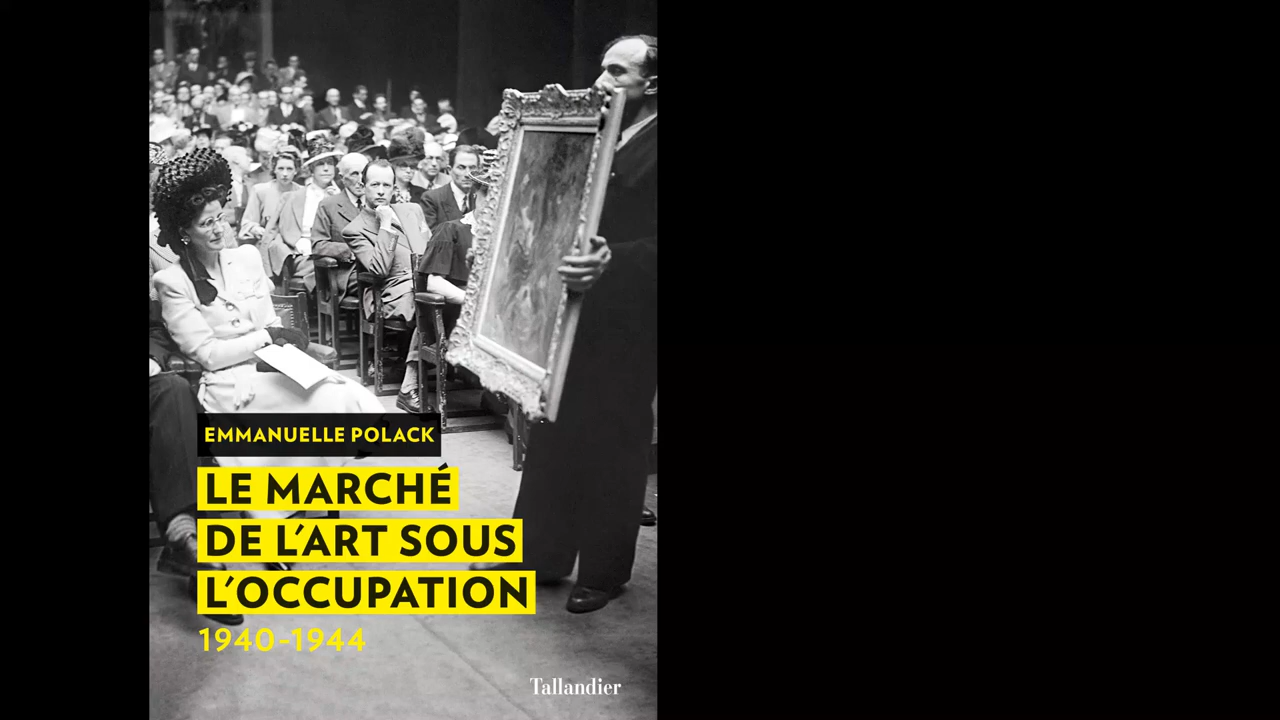 EMMANUELLE POLACK
LE MARCHÉ
DE L'ART SOUS
L'OCCUPATION
1940-1944
Tallandier